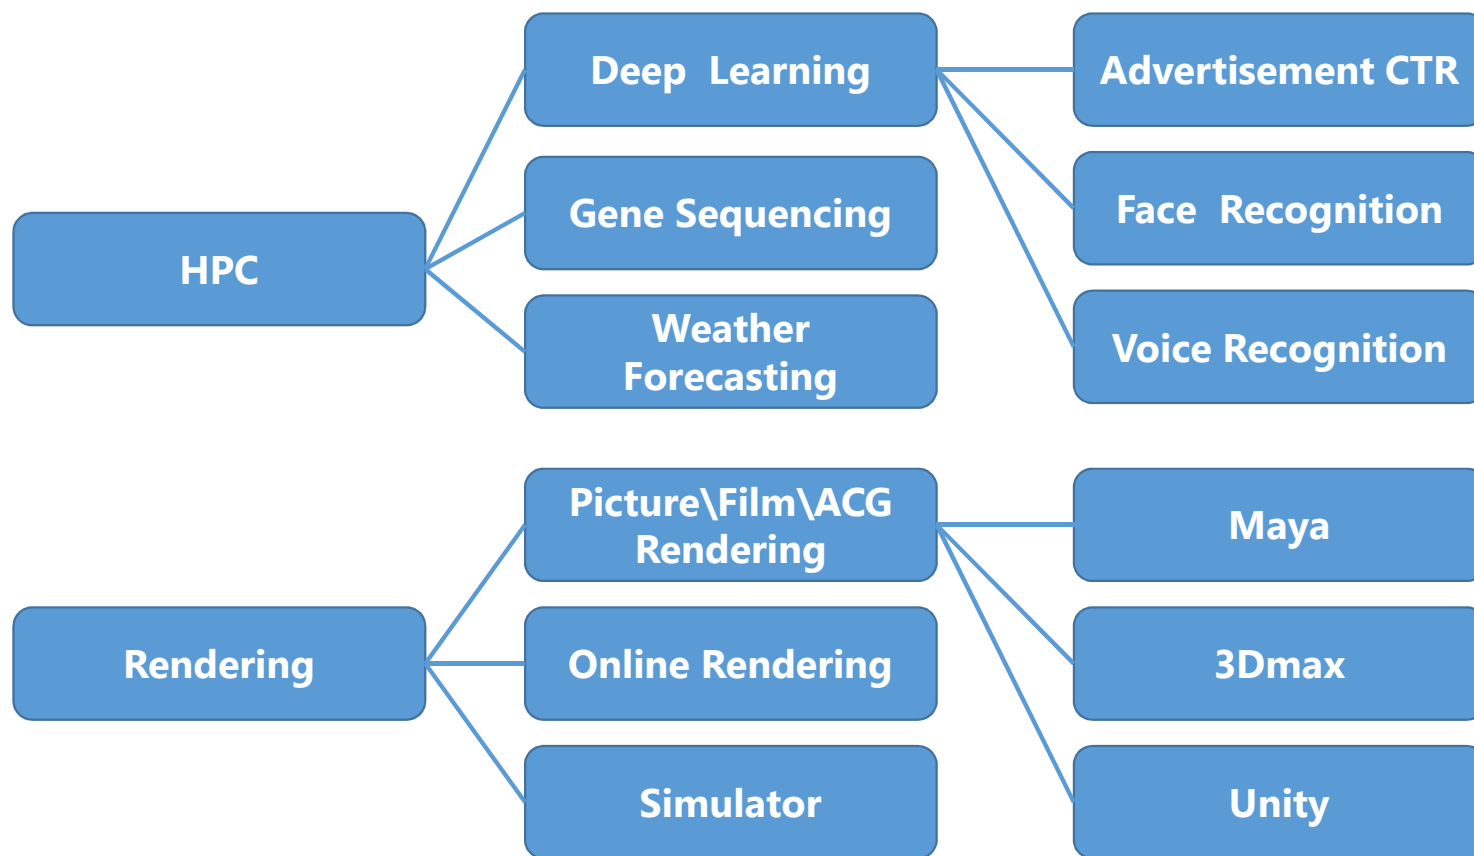 Deep Learning
Advertisement CTR
Gene Sequencing
Face Recognition
HPC
Weather
Forecasting
Voice Recognition
Picture\Film\ACG
Rendering
Maya
Rendering
Online Rendering
3Dmax
Simulator
Unity